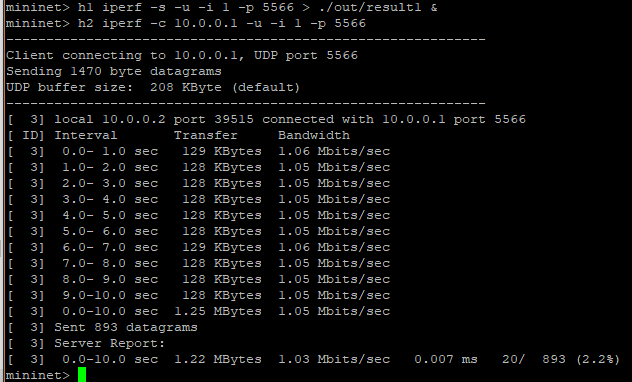 mininet> h1 iperf -s -u -i 1 -p 5566 > ./out/result1 &
mininet> h2 iperf -c 10.0.0.1 -u -i 1 -p 5566
------------------------------------------------------------
Client connecting to 10.0.0.1, UDP port 5566
Sending 1470 byte datagrams
UDP buffer size:  208 KByte (default)
------------------------------------------------------------
[  3] local 10.0.0.2 port 39515 connected with 10.0.0.1 port 5566
[ ID] Interval       Transfer     Bandwidth
[  3]  0.0- 1.0 sec   129 KBytes  1.06 Mbits/sec
[  3]  1.0- 2.0 sec   128 KBytes  1.05 Mbits/sec
[  3]  2.0- 3.0 sec   128 KBytes  1.05 Mbits/sec
[  3]  3.0- 4.0 sec   128 KBytes  1.05 Mbits/sec
[  3]  4.0- 5.0 sec   128 KBytes  1.05 Mbits/sec
[  3]  5.0- 6.0 sec   128 KBytes  1.05 Mbits/sec
[  3]  6.0- 7.0 sec   129 KBytes  1.06 Mbits/sec
[  3]  7.0- 8.0 sec   128 KBytes  1.05 Mbits/sec
[  3]  8.0- 9.0 sec   128 KBytes  1.05 Mbits/sec
[  3]  9.0-10.0 sec   128 KBytes  1.05 Mbits/sec
[  3]  0.0-10.0 sec  1.25 MBytes  1.05 Mbits/sec
[  3] Sent 893 datagrams
[  3] Server Report:
[  3]  0.0-10.0 sec  1.22 MBytes  1.03 Mbits/sec   0.007 ms   20/  893 (2.2%)
mininet>